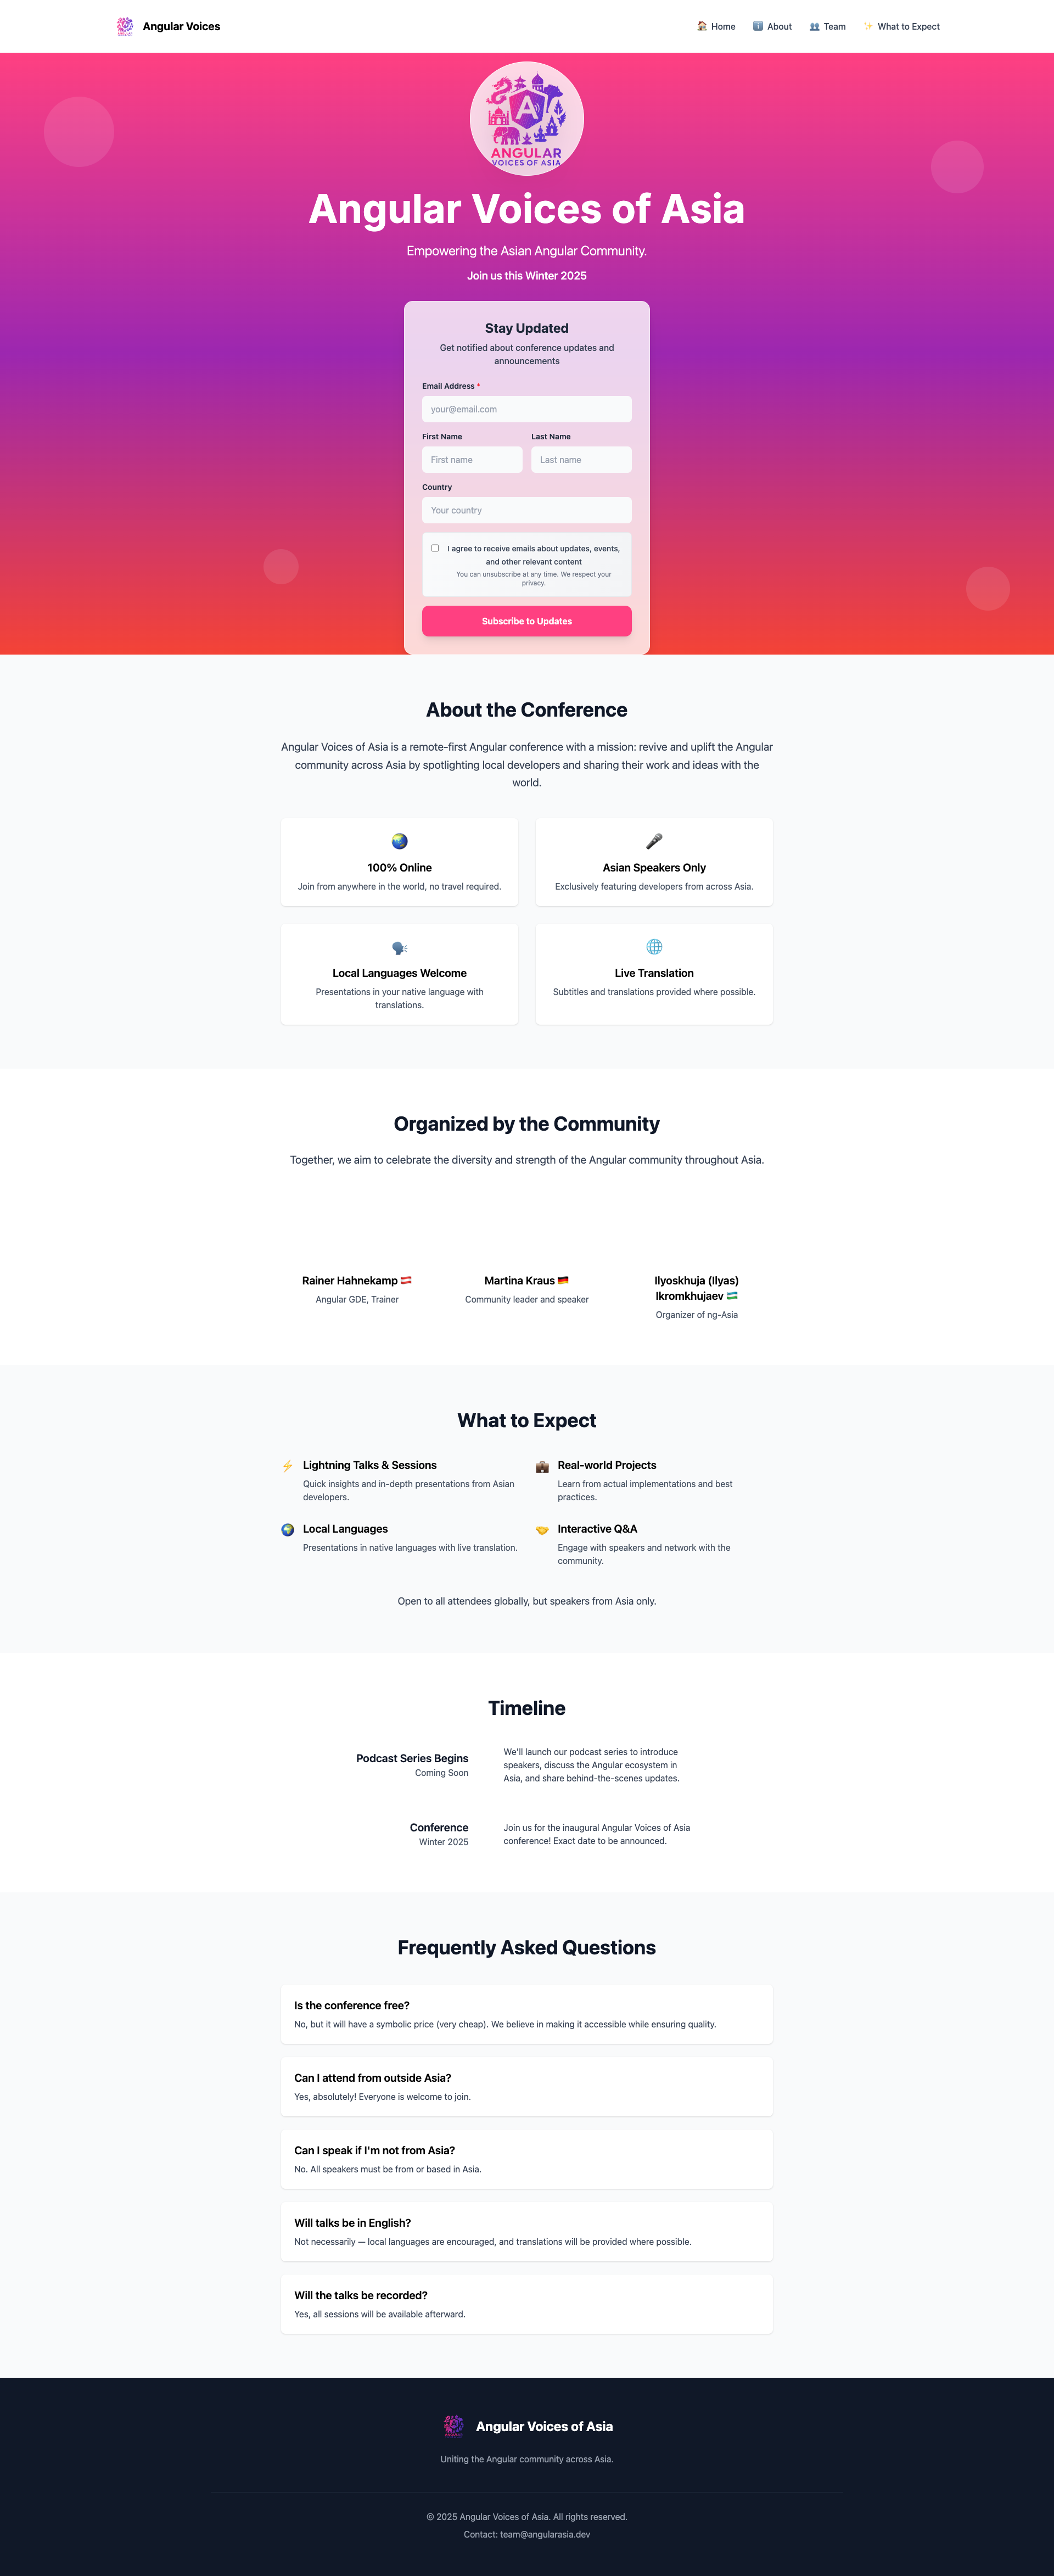 Angular Voices
🏠 Home
ℹ️ About
👥 Team
✨ What to Expect
ANGULAR
VOICES OF ASIA
Angular Voices of Asia
Empowering the Asian Angular Community.
Join us this Winter 2025
Stay Updated
Get notified about conference updates and
announcements
Email Address *
your@email.com
First Name
Last Name
First name
Last name
Country
Your country
I agree to receive emails about updates, events,
and other relevant content
You can unsubscribe at any time. We respect your
privacy.
Subscribe to Updates
About the Conference
Angular Voices of Asia is a remote-first Angular conference with a mission: revive and uplift the Angular
community across Asia by spotlighting local developers and sharing their work and ideas with the
world.
100% Online
Join from anywhere in the world, no travel required.
Asian Speakers Only
Exclusively featuring developers from across Asia.
Local Languages Welcome
Presentations in your native language with
translations.
Live Translation
Subtitles and translations provided where possible.
Organized by the Community
Together, we aim to celebrate the diversity and strength of the Angular community throughout Asia.
Rainer Hahnekamp 🇦🇹
Angular GDE, Trainer
Martina Kraus 🇩🇪
Community leader and speaker
Ilyoskhuja (Ilyas)
Ikromkhujaev 🇺🇿
Organizer of ng-Asia
What to Expect
Lightning Talks & Sessions
Quick insights and in-depth presentations from Asian
developers.
Real-world Projects
Learn from actual implementations and best
practices.
Local Languages
Presentations in native languages with live translation.
Interactive Q&A
Engage with speakers and network with the
community.
Open to all attendees globally, but speakers from Asia only.
Timeline
Podcast Series Begins
Coming Soon
We'll launch our podcast series to introduce
speakers, discuss the Angular ecosystem in
Asia, and share behind-the-scenes updates.
Conference
Winter 2025
Join us for the inaugural Angular Voices of Asia
conference! Exact date to be announced.
Frequently Asked Questions
Is the conference free?
No, but it will have a symbolic price (very cheap). We believe in making it accessible while ensuring quality.
Can I attend from outside Asia?
Yes, absolutely! Everyone is welcome to join.
Can I speak if I'm not from Asia?
No. All speakers must be from or based in Asia.
Will talks be in English?
Not necessarily — local languages are encouraged, and translations will be provided where possible.
Will the talks be recorded?
Yes, all sessions will be available afterward.
Angular Voices of Asia
Uniting the Angular community across Asia.
© 2025 Angular Voices of Asia. All rights reserved.
Contact: team@angularasia.dev